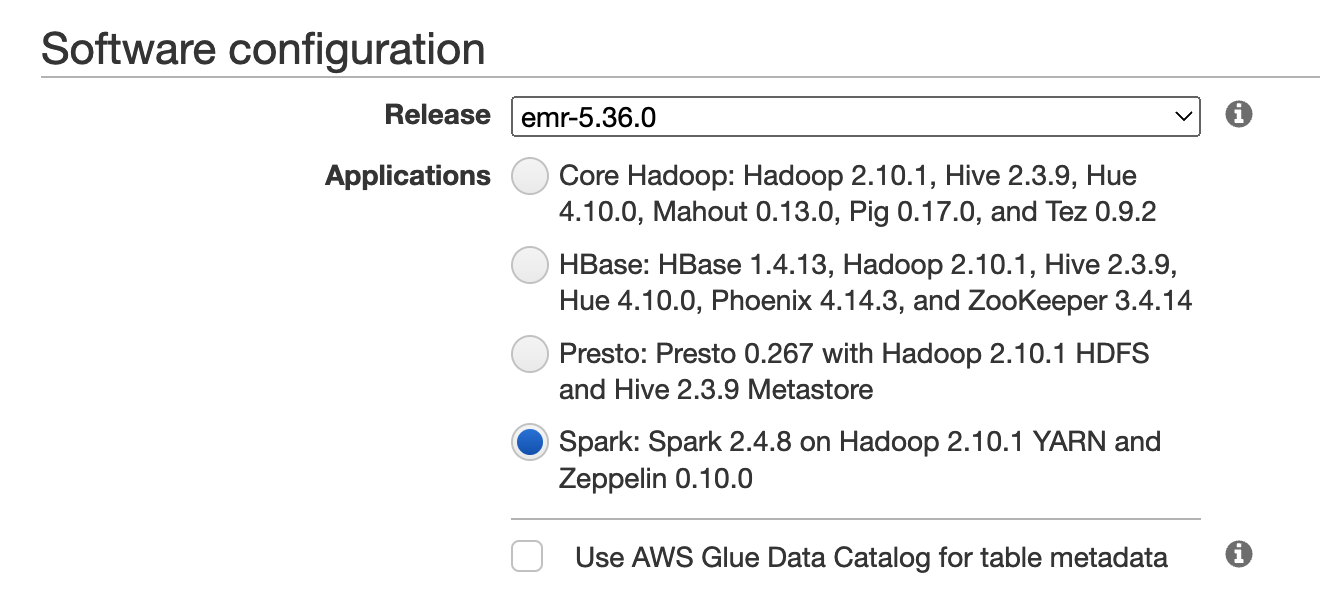 Software configuration
Release
emr-5.36.0
Applications
Core Hadoop: Hadoop 2.10.1, Hive 2.3.9, Hue
4.10.0, Mahout 0.13.0, Pig 0.17.0, and Tez 0.9.2
HBase: HBase 1.4.13, Hadoop 2.10.1, Hive 2.3.9,
Hue 4.10.0, Phoenix 4.14.3, and ZooKeeper 3.4.14
Presto: Presto 0.267 with Hadoop 2.10.1 HDFS
and Hive 2.3.9 Metastore
Spark: Spark 2.4.8 on Hadoop 2.10.1 YARN and
Zeppelin 0.10.0
Use AWS Glue Data Catalog for table metadata